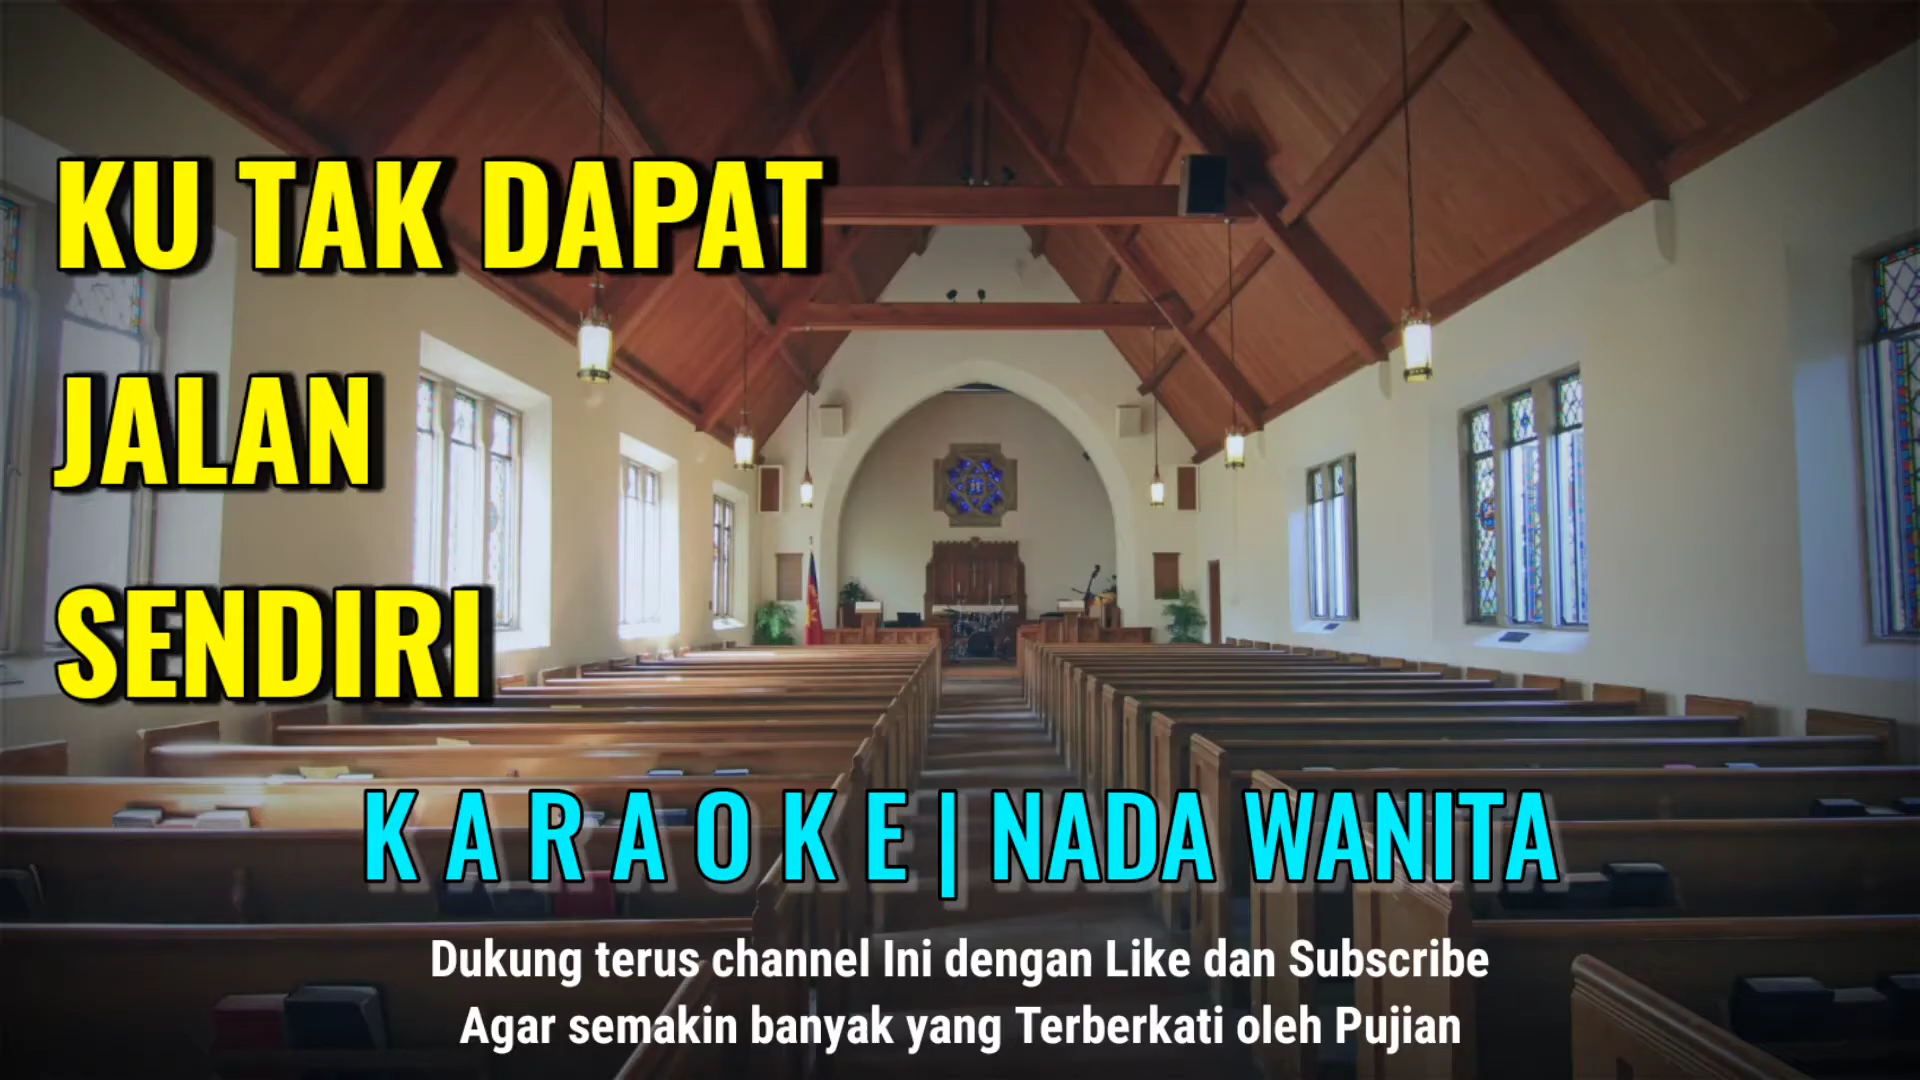 KU TAK DAPAT
JALAN
SENDIRI
K A R A O K E | NADA WANITA
Dukung terus channel Ini dengan Like dan Subscribe
Agar semakin banyak yang Terberkati oleh Pujian